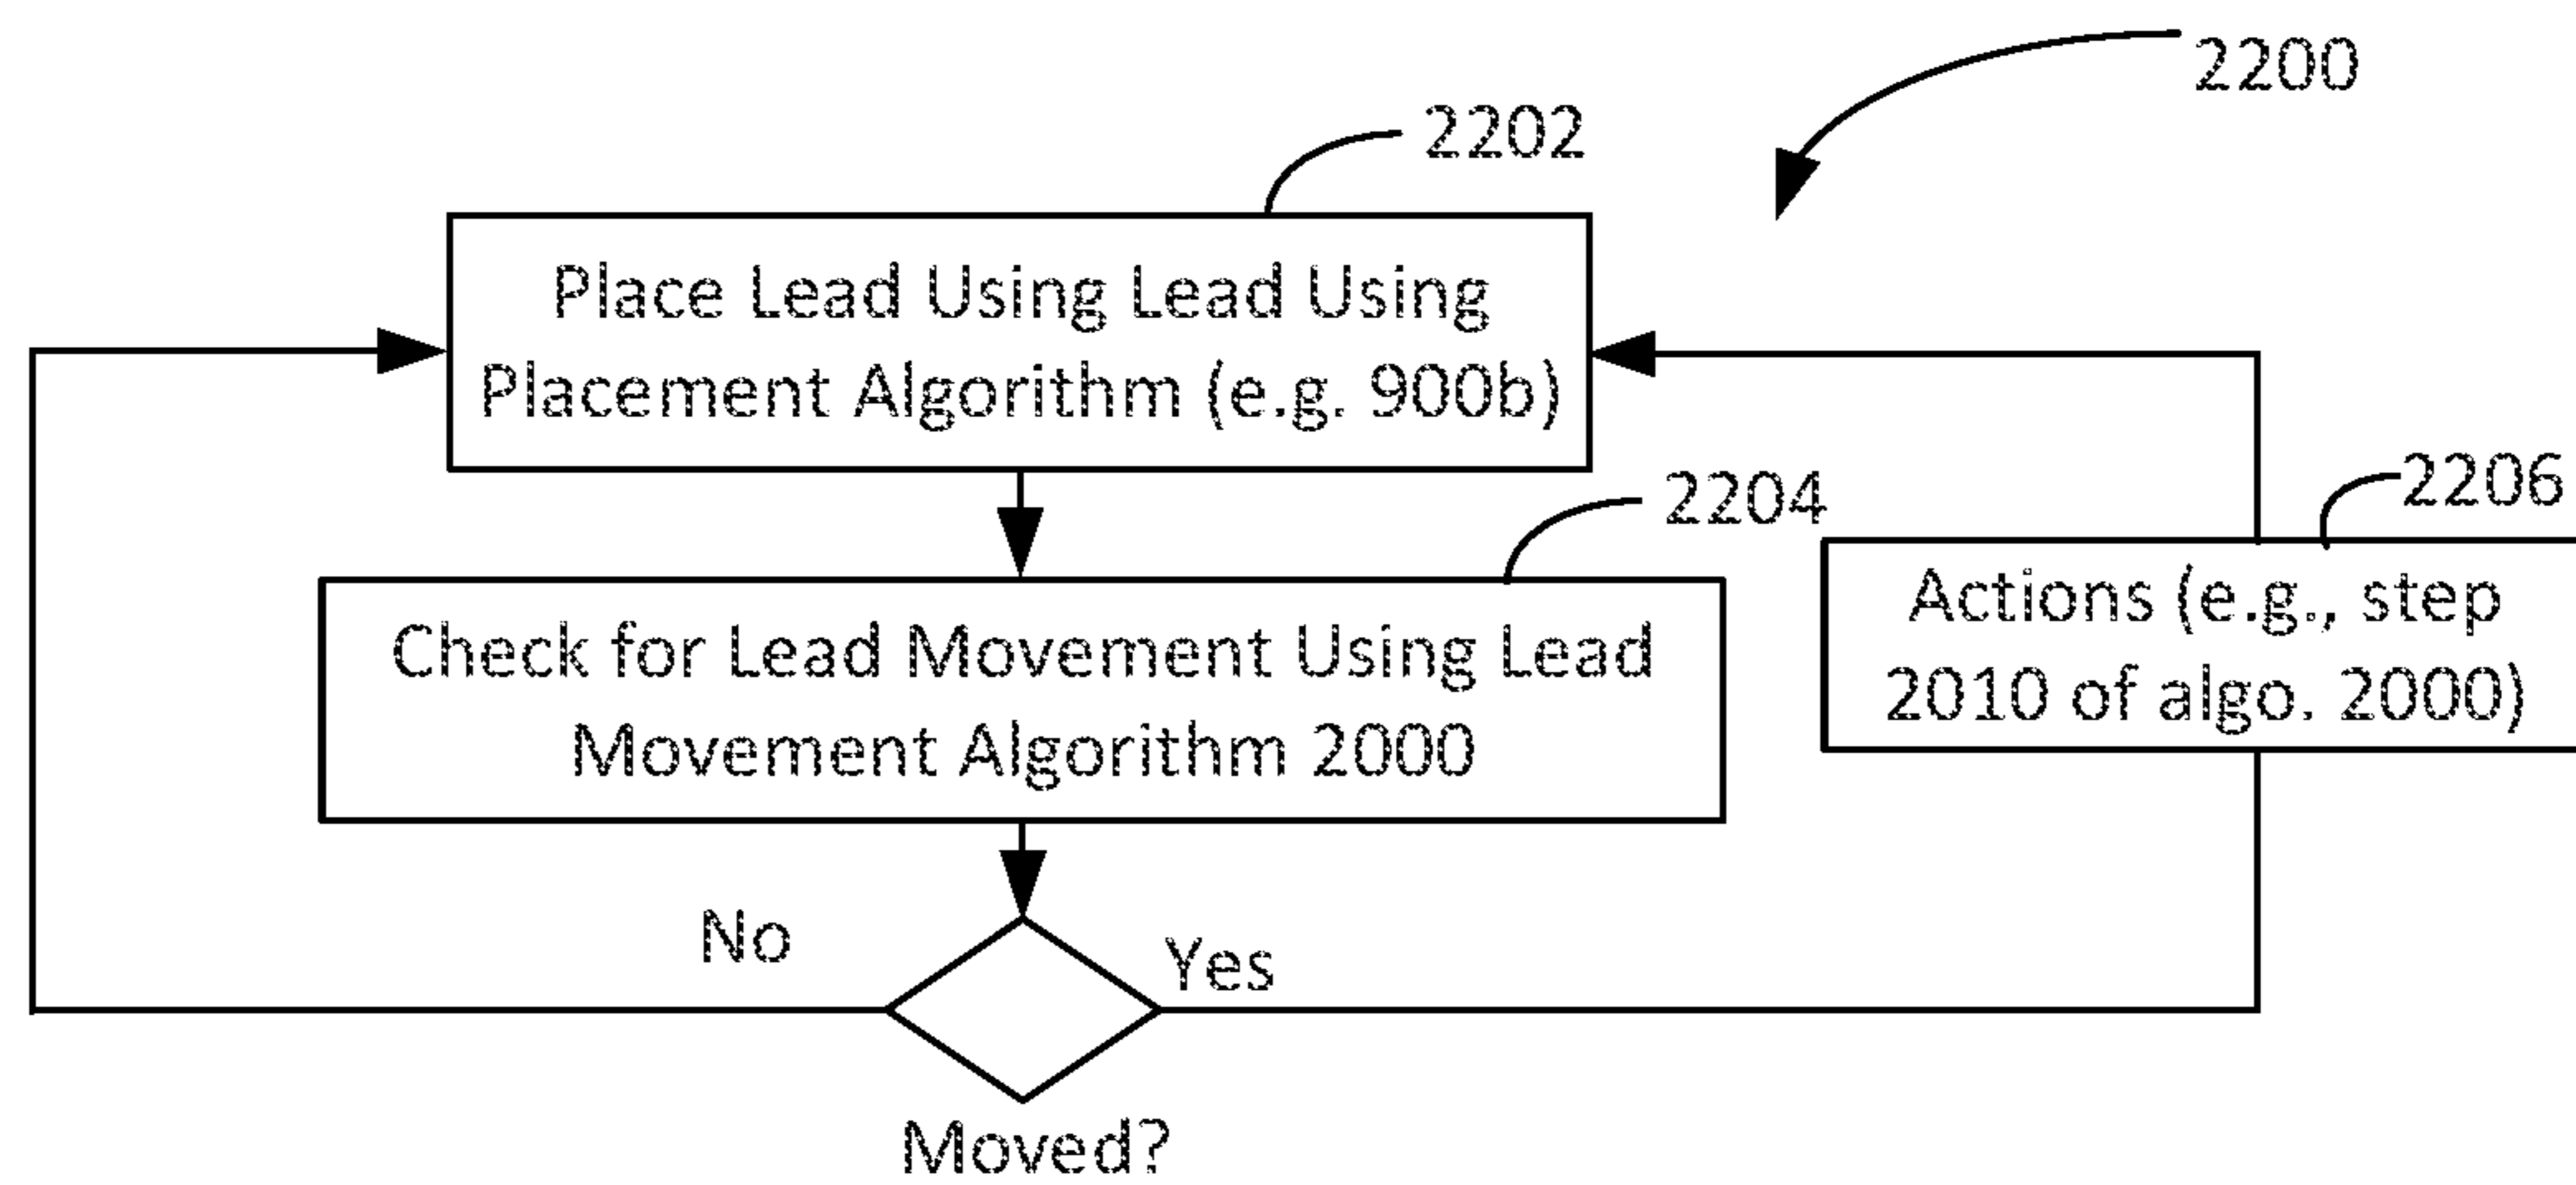 2200
2202
Place Lead Using Lead Using
Placement Algorithm (e.g. 900b)
2204
2206
Check for Lead Movement Using Lead
Movement Algorithm 2000
Actions (e.g., step
2010 of algo. 2000)
No
Yes
Moved?